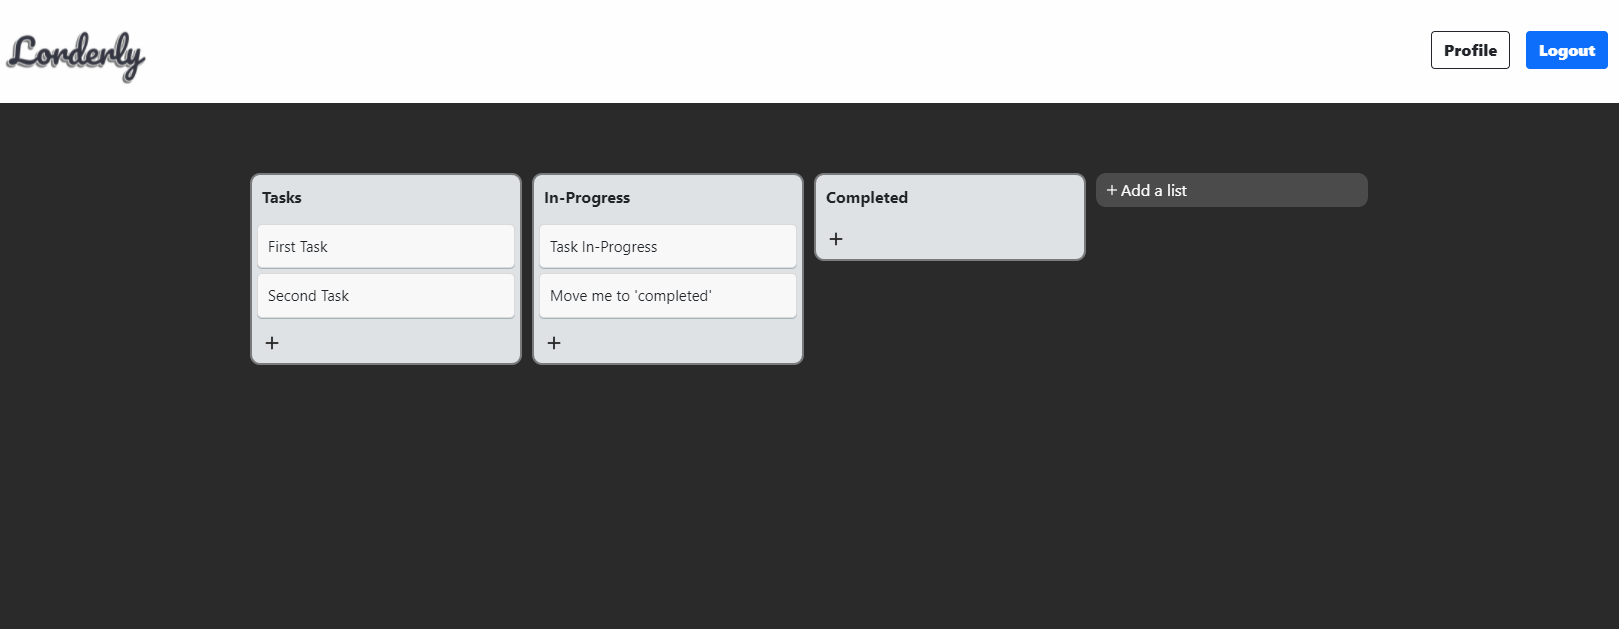 Lorderly
Profile
Logout
Tasks
First Task
Second Task
+
In-Progress
Task In-Progress
Move me to 'completed'
+
Completed
+
+ Add a list